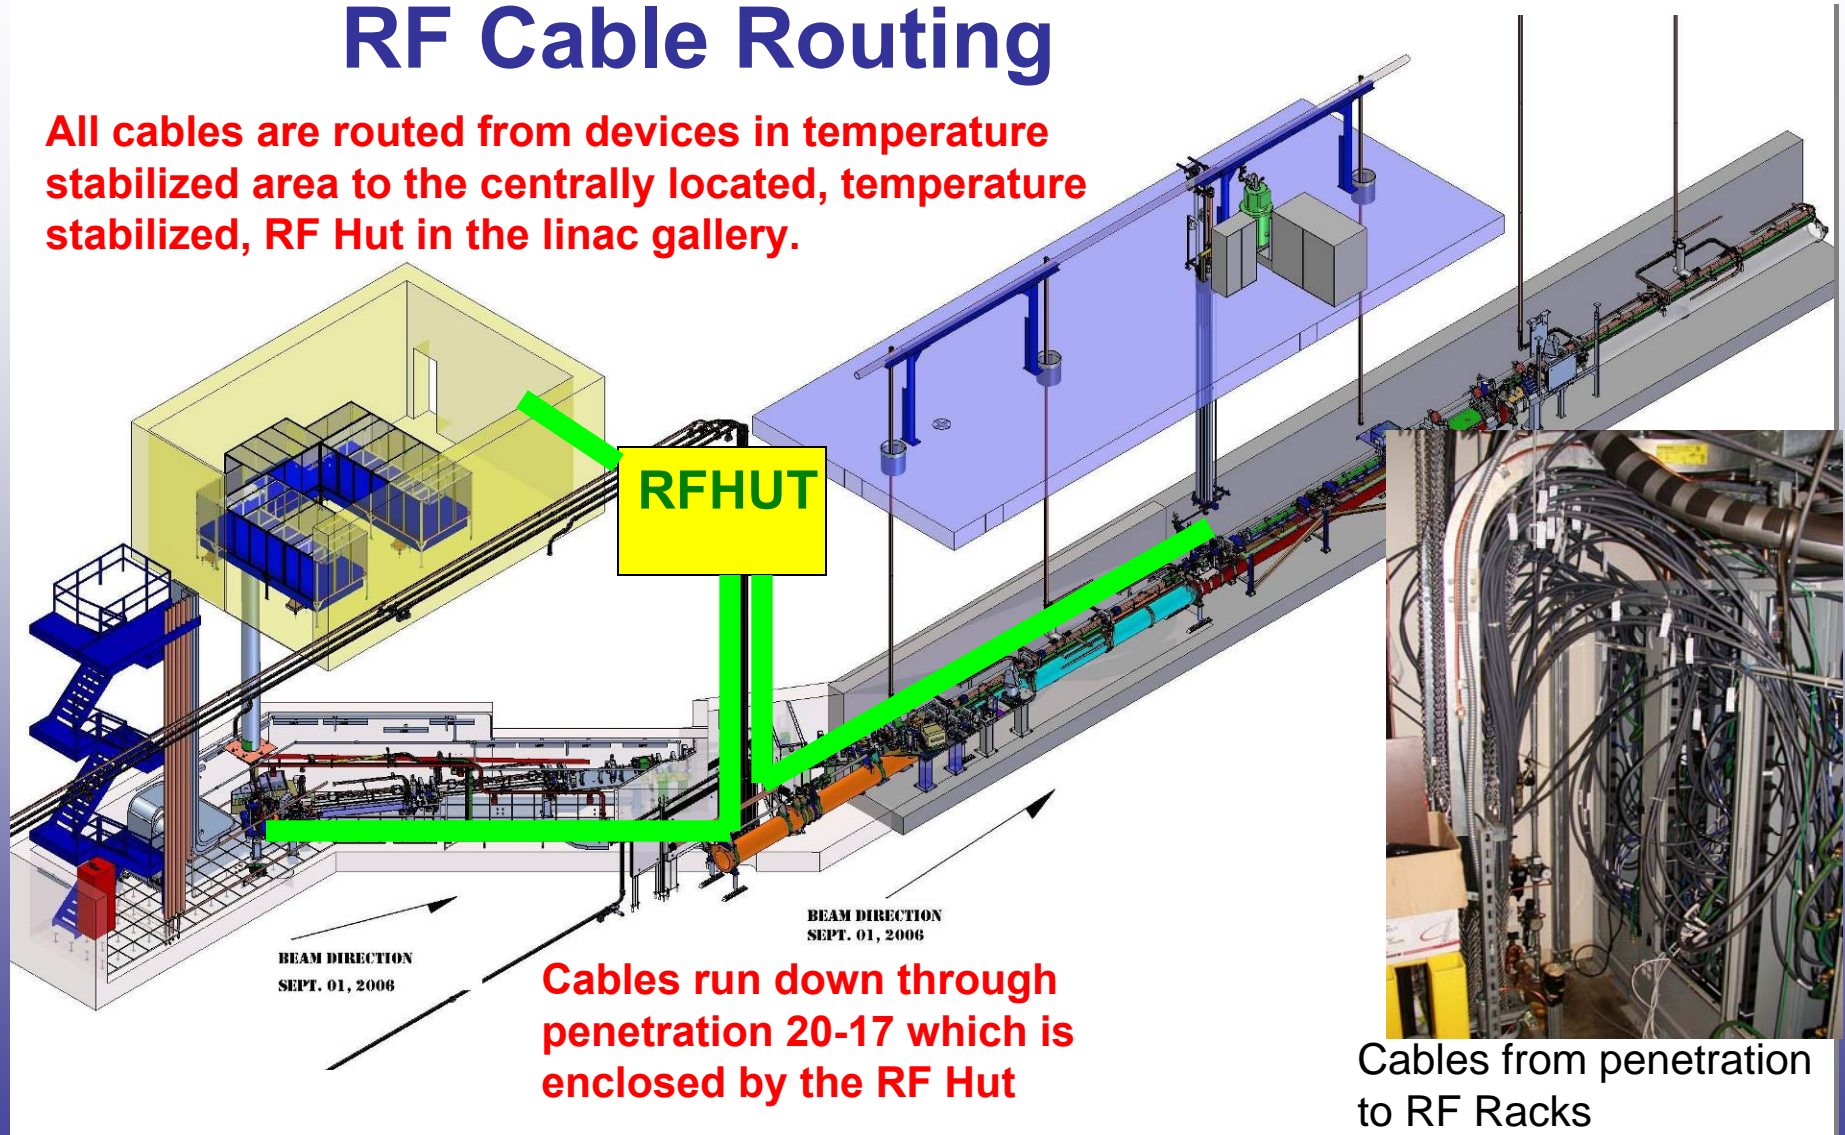 RF Cable Routing
All cables are routed from devices in temperature
stabilized area to the centrally located, temperature
stabilized, RF Hut in the linac gallery.
RFHUT
BEAM DIRECTION
SEPT. 01, 2006
BEAM DIRECTION
SEPT. 01, 2006
Cables run down through
penetration 20-17 which is
enclosed by the RF Hut
Cables from penetration
to RF Racks